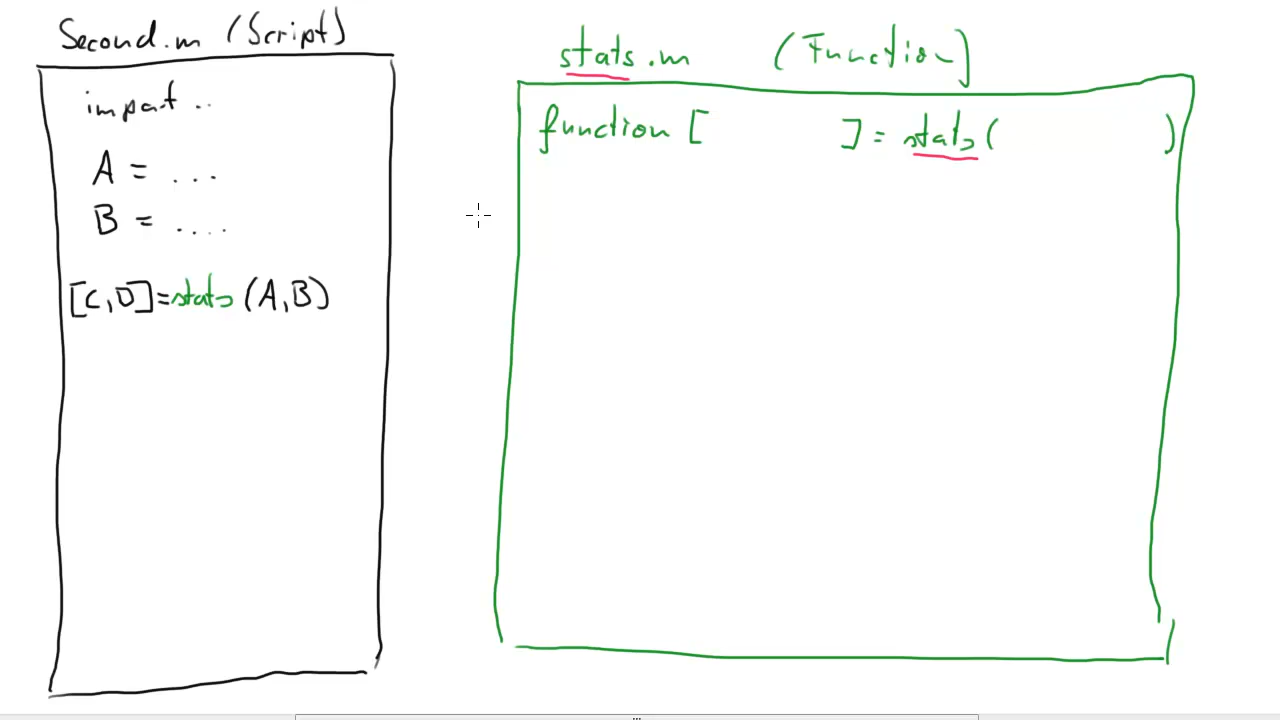 Second.m (Script)
import ..
A = ...
B = ....
[C,D]=stats (A,B)
stats.m (Function)
function [ ] = stats( )